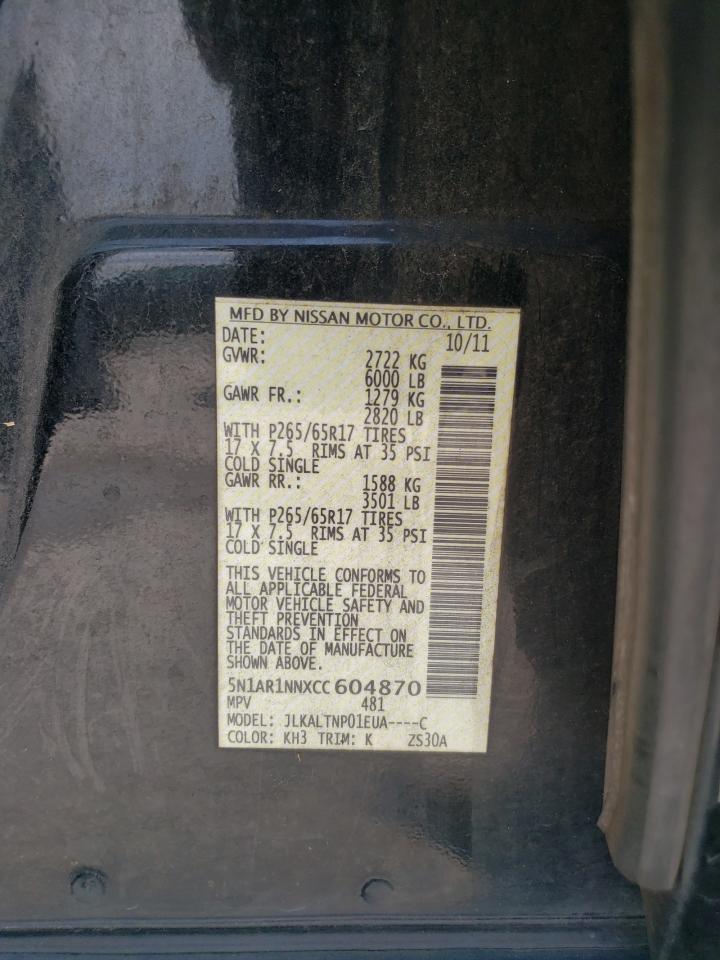 MFD BY NISSAN MOTOR CO., LTD.
DATE: 10/11
GVWR: 2722 KG
6000 LB
GAWR FR.: 1279 KG
2820 LB
WITH P265/65R17 TIRES
17 X 7.5 RIMS AT 35 PSI
COLD SINGLE
GAWR RR.: 1588 KG
3501 LB
WITH P265/65R17 TIRES
17 X 7.5 RIMS AT 35 PSI
COLD SINGLE
THIS VEHICLE CONFORMS TO
ALL APPLICABLE FEDERAL
MOTOR VEHICLE SAFETY AND
THEFT PREVENTION
STANDARDS IN EFFECT ON
THE DATE OF MANUFACTURE
SHOWN ABOVE.
5N1AR1NNXCC604870
MPV 481
MODEL: JLKALTNP01EUA----C
COLOR: KH3 TRIM: K ZS30A